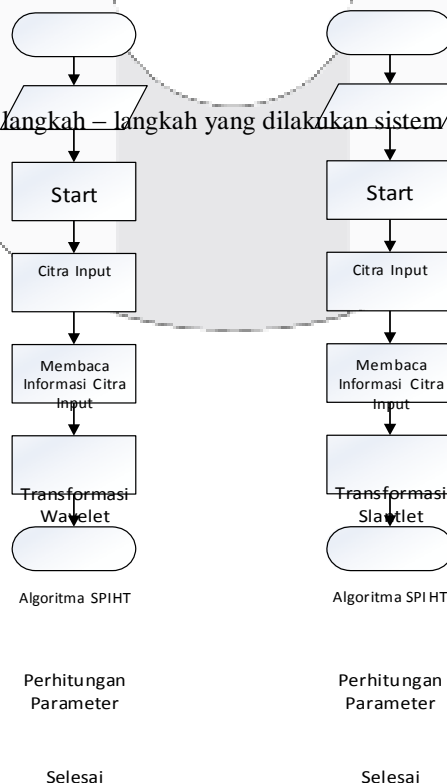 langkah – langkah yang dilakukan sistem
Start
Citra Input
Membaca
Informasi Citra
Input
Transformasi
Wavelet
Algoritma SPIHT
Perhitungan
Parameter
Selesai
Start
Citra Input
Membaca
Informasi Citra
Input
Transformasi
Slantlet
Algoritma SPIHT
Perhitungan
Parameter
Selesai